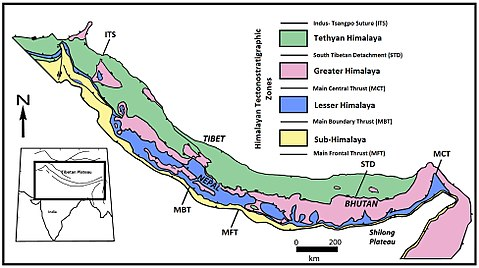 ITS
Himalayan Tectonostratigraphic
Zones
Indus- Tsangpo Suture (ITS)
Tethyan Himalaya
South Tibetan Detachment (STD)
Greater Himalaya
Main Central Thrust (MCT)
Lesser Himalaya
Main Boundary Thrust (MBT)
Sub-Himalaya
Main Frontal Thrust (MFT)
N
TIBET
NEPAL
STD
MCT
BHUTAN
MBT
MFT
Shilong
Plateau
0 200
km
Tibetan Plateau
India